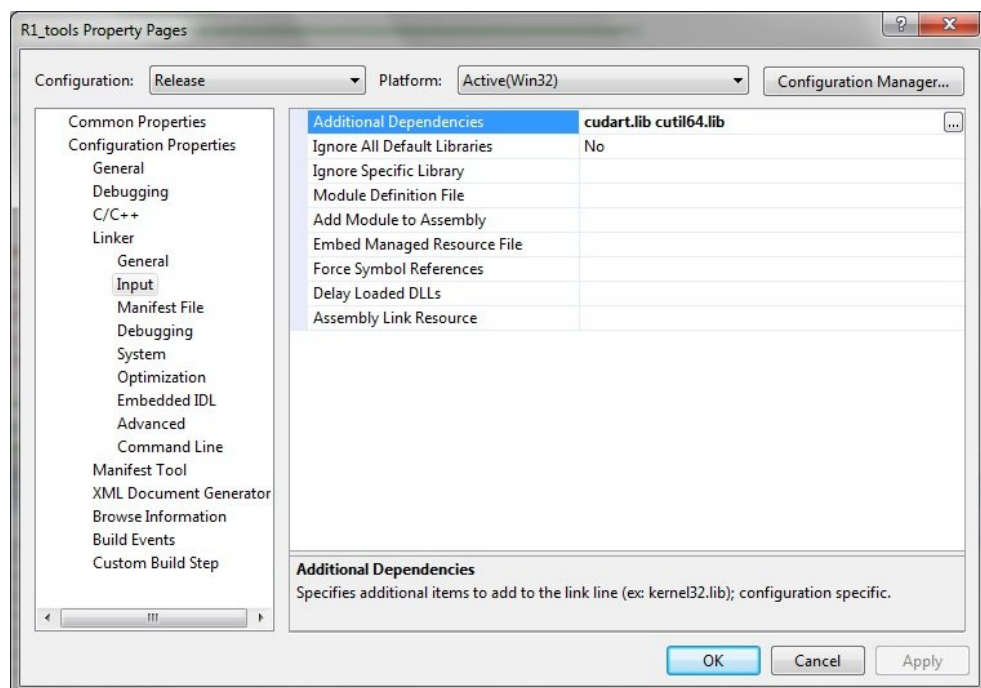 R1_tools Property Pages
Configuration: Release Platform: Active(Win32) Configuration Manager...
Common Properties
Configuration Properties
General
Debugging
C/C++
Linker
General
Input
Manifest File
Debugging
System
Optimization
Embedded IDL
Advanced
Command Line
Manifest Tool
XML Document Generator
Browse Information
Build Events
Custom Build Step
Additional Dependencies cudart.lib cutil64.lib ...
Ignore All Default Libraries No
Ignore Specific Library
Module Definition File
Add Module to Assembly
Embed Managed Resource File
Force Symbol References
Delay Loaded DLLs
Assembly Link Resource
Additional Dependencies
Specifies additional items to add to the link line (ex: kernel32.lib); configuration specific.
OK Cancel Apply